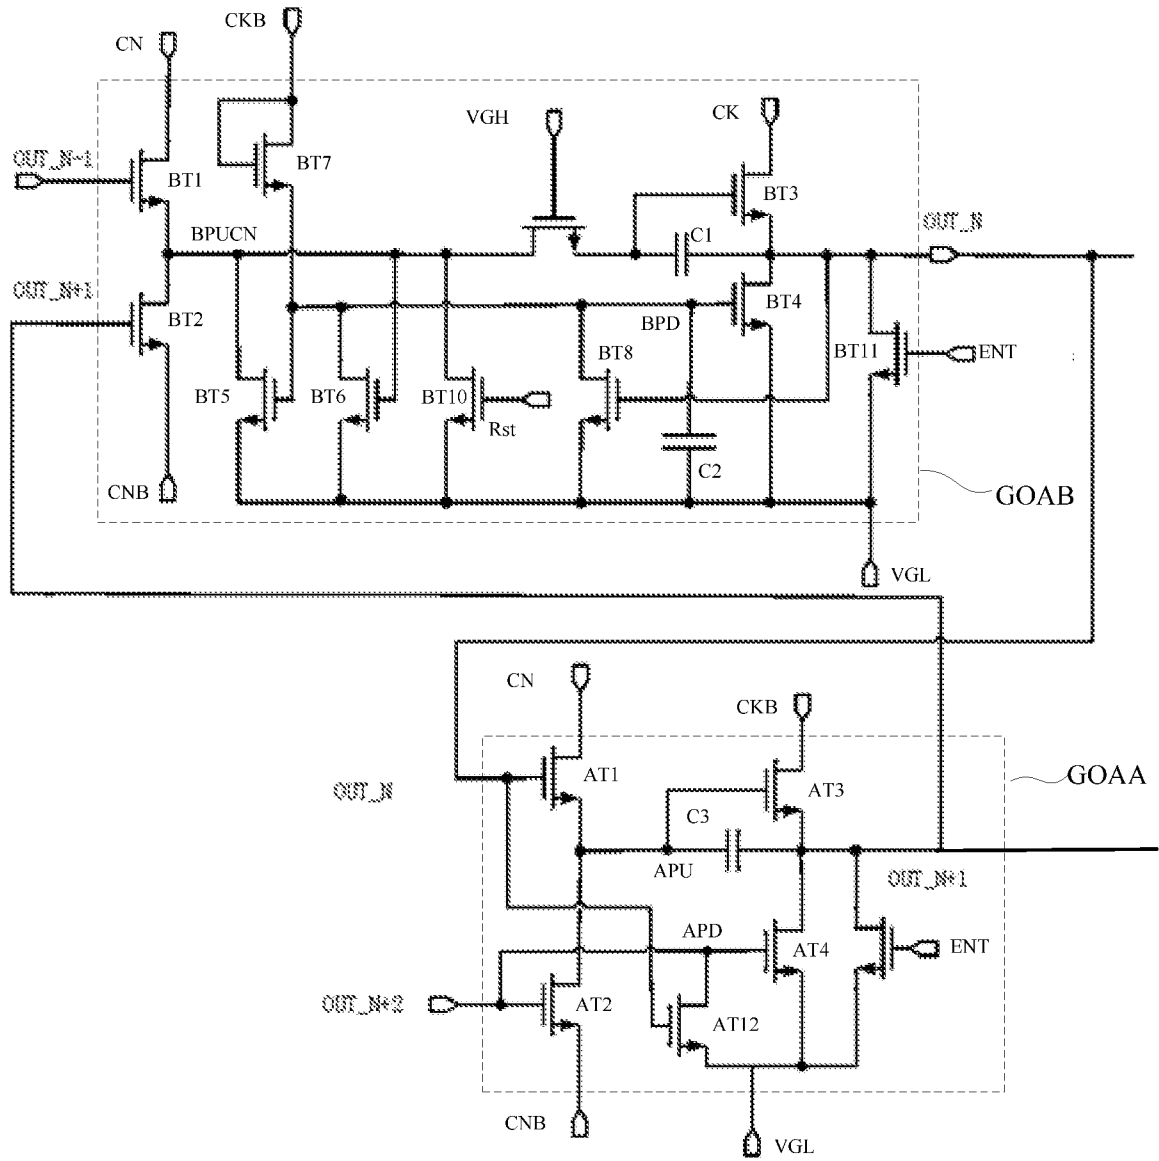 CKB
CN
CK
VGH
OUT_N-1
BT1
BT7
BT3
OUT_N
BPUCN
C1
OUT_N+1
BT2
BPD
BT4
BT11
ENT
BT8
BT5
BT6
BT10
Rst
C2
CNB
GOAB
VGL
CN
CKB
OUT_N
AT1
AT3
GOAA
C3
APU
OUT_N+1
APD
AT4
ENT
OUT_N+2
AT2
AT12
CNB
VGL